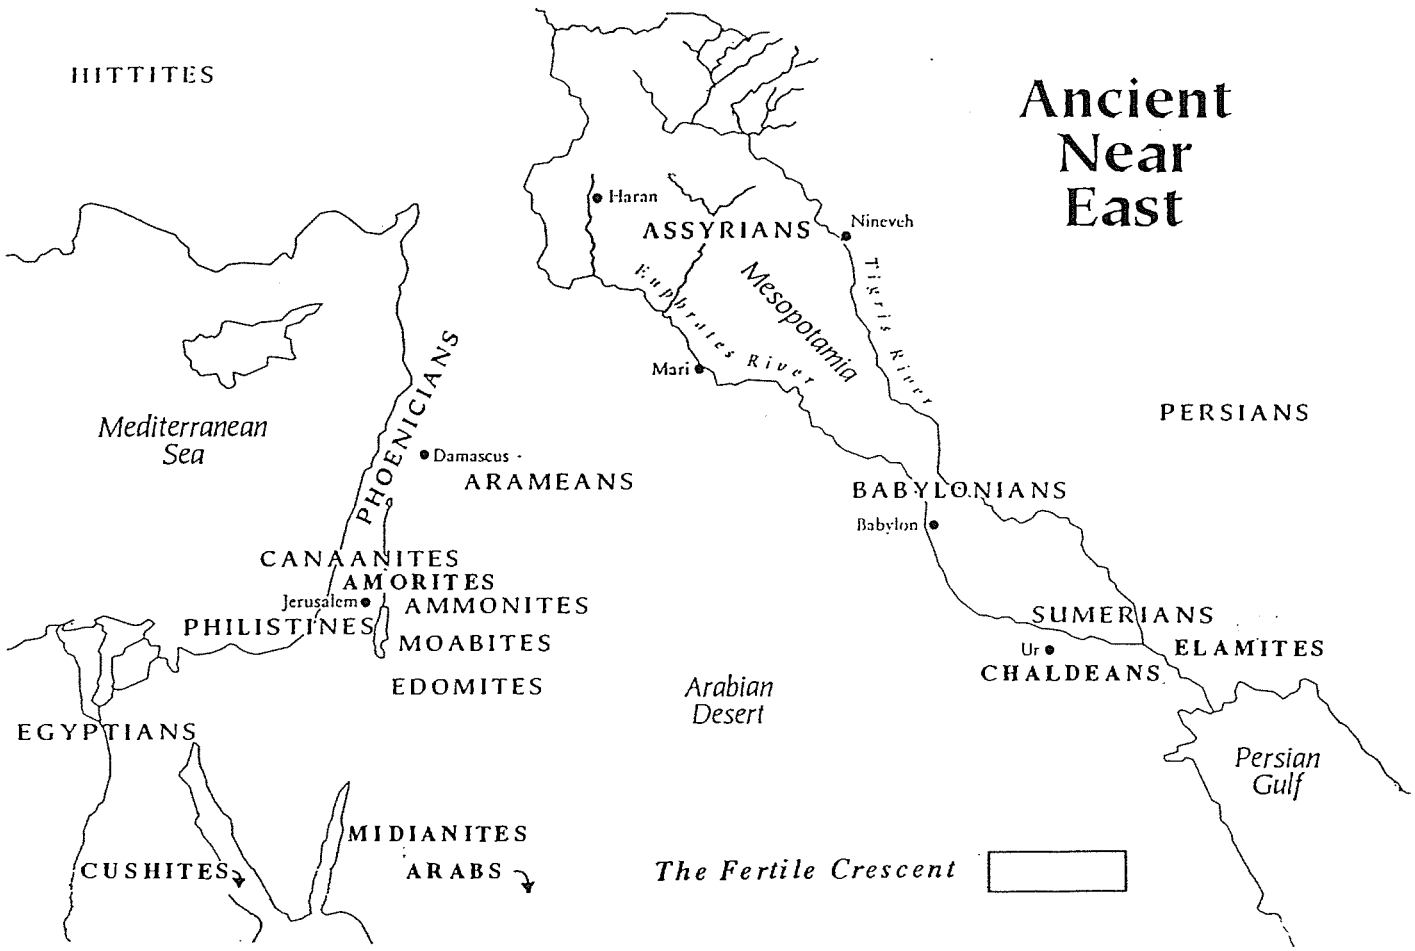 HITTITES
Ancient
Near
East
Haran
ASSYRIANS
Nineveh
Euphrates River
Mesopotamia
Tigris River
Mari
PHOENICIANS
PERSIANS
Mediterranean
Sea
Damascus
ARAMEANS
BABYLONIANS
Babylon
CANAANITES
AMORITES
Jerusalem
AMMONITES
PHILISTINES
MOABITES
SUMERIANS
Ur
ELAMITES
CHALDEANS
EDOMITES
Arabian
Desert
EGYPTIANS
Persian
Gulf
MIDIANITES
CUSHITES
ARABS
The Fertile Crescent